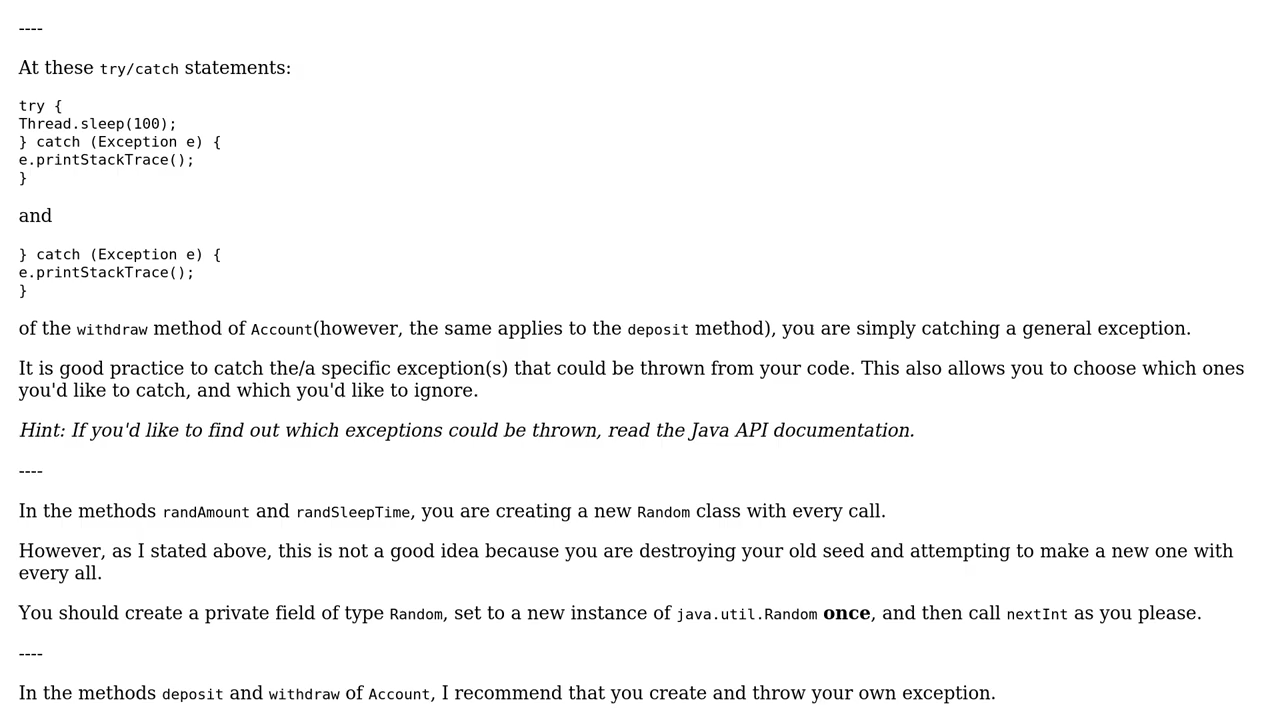 ----
At these try/catch statements:
try {
Thread.sleep(100);
} catch (Exception e) {
e.printStackTrace();
}
and
} catch (Exception e) {
e.printStackTrace();
}
of the withdraw method of Account(however, the same applies to the deposit method), you are simply catching a general exception.
It is good practice to catch the/a specific exception(s) that could be thrown from your code. This also allows you to choose which ones
you'd like to catch, and which you'd like to ignore.
Hint: If you'd like to find out which exceptions could be thrown, read the Java API documentation.
----
In the methods randAmount and randSleepTime, you are creating a new Random class with every call.
However, as I stated above, this is not a good idea because you are destroying your old seed and attempting to make a new one with
every all.
You should create a private field of type Random, set to a new instance of java.util.Random once, and then call nextInt as you please.
----
In the methods deposit and withdraw of Account, I recommend that you create and throw your own exception.